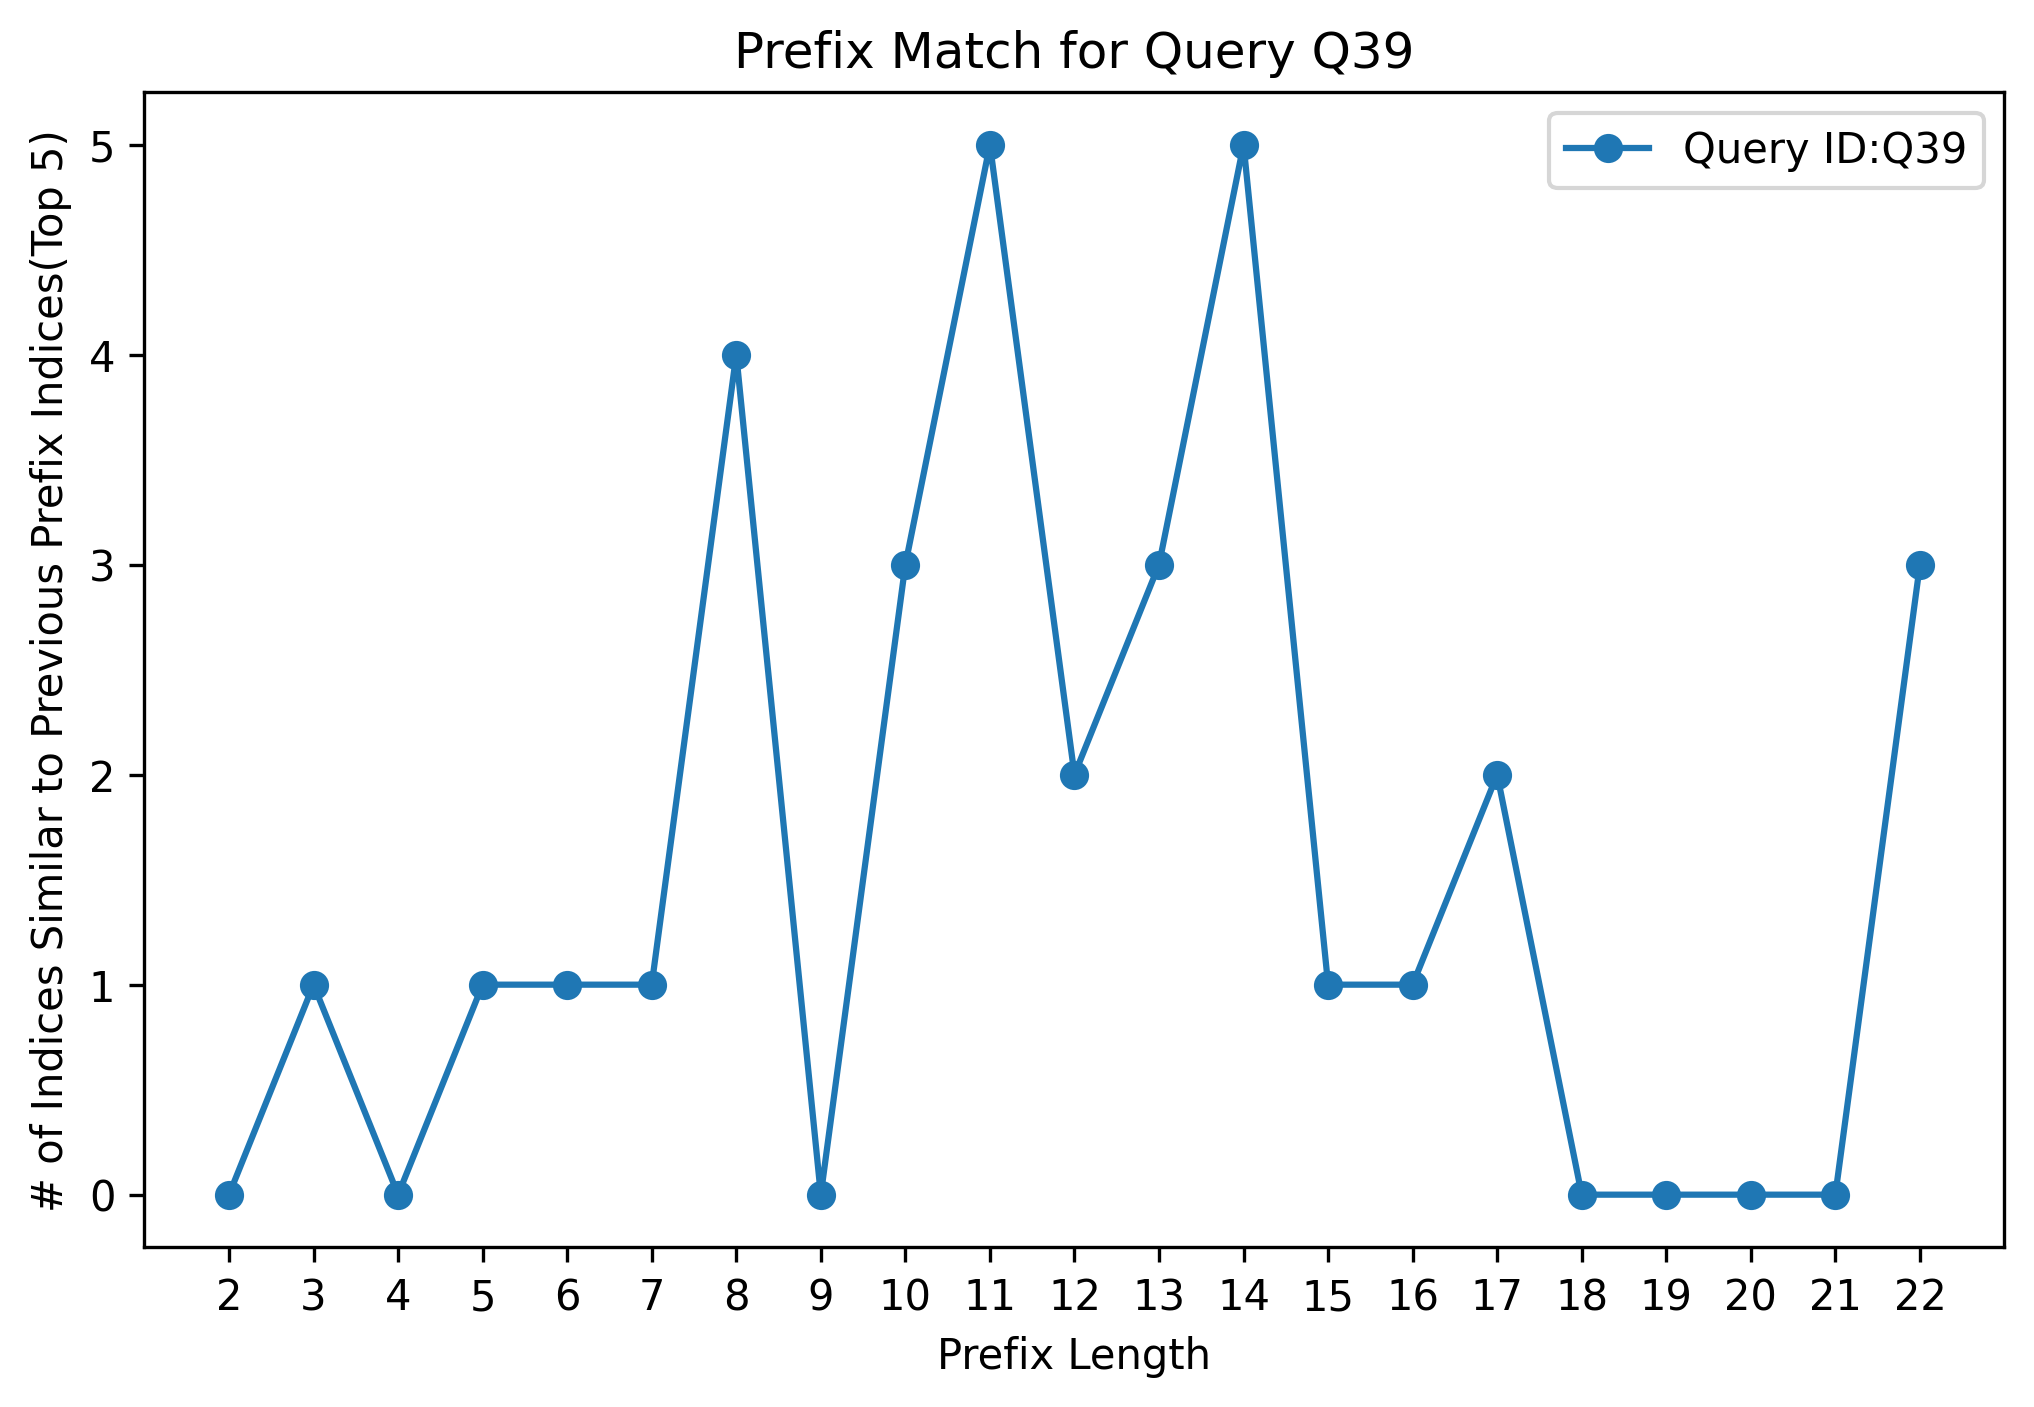 Prefix Match for Query Q39
Query ID:Q39
# of Indices Similar to Previous Prefix Indices(Top 5)
5
4
3
2
1
0
2 3 4 5 6 7 8 9 10 11 12 13 14 15 16 17 18 19 20 21 22
Prefix Length